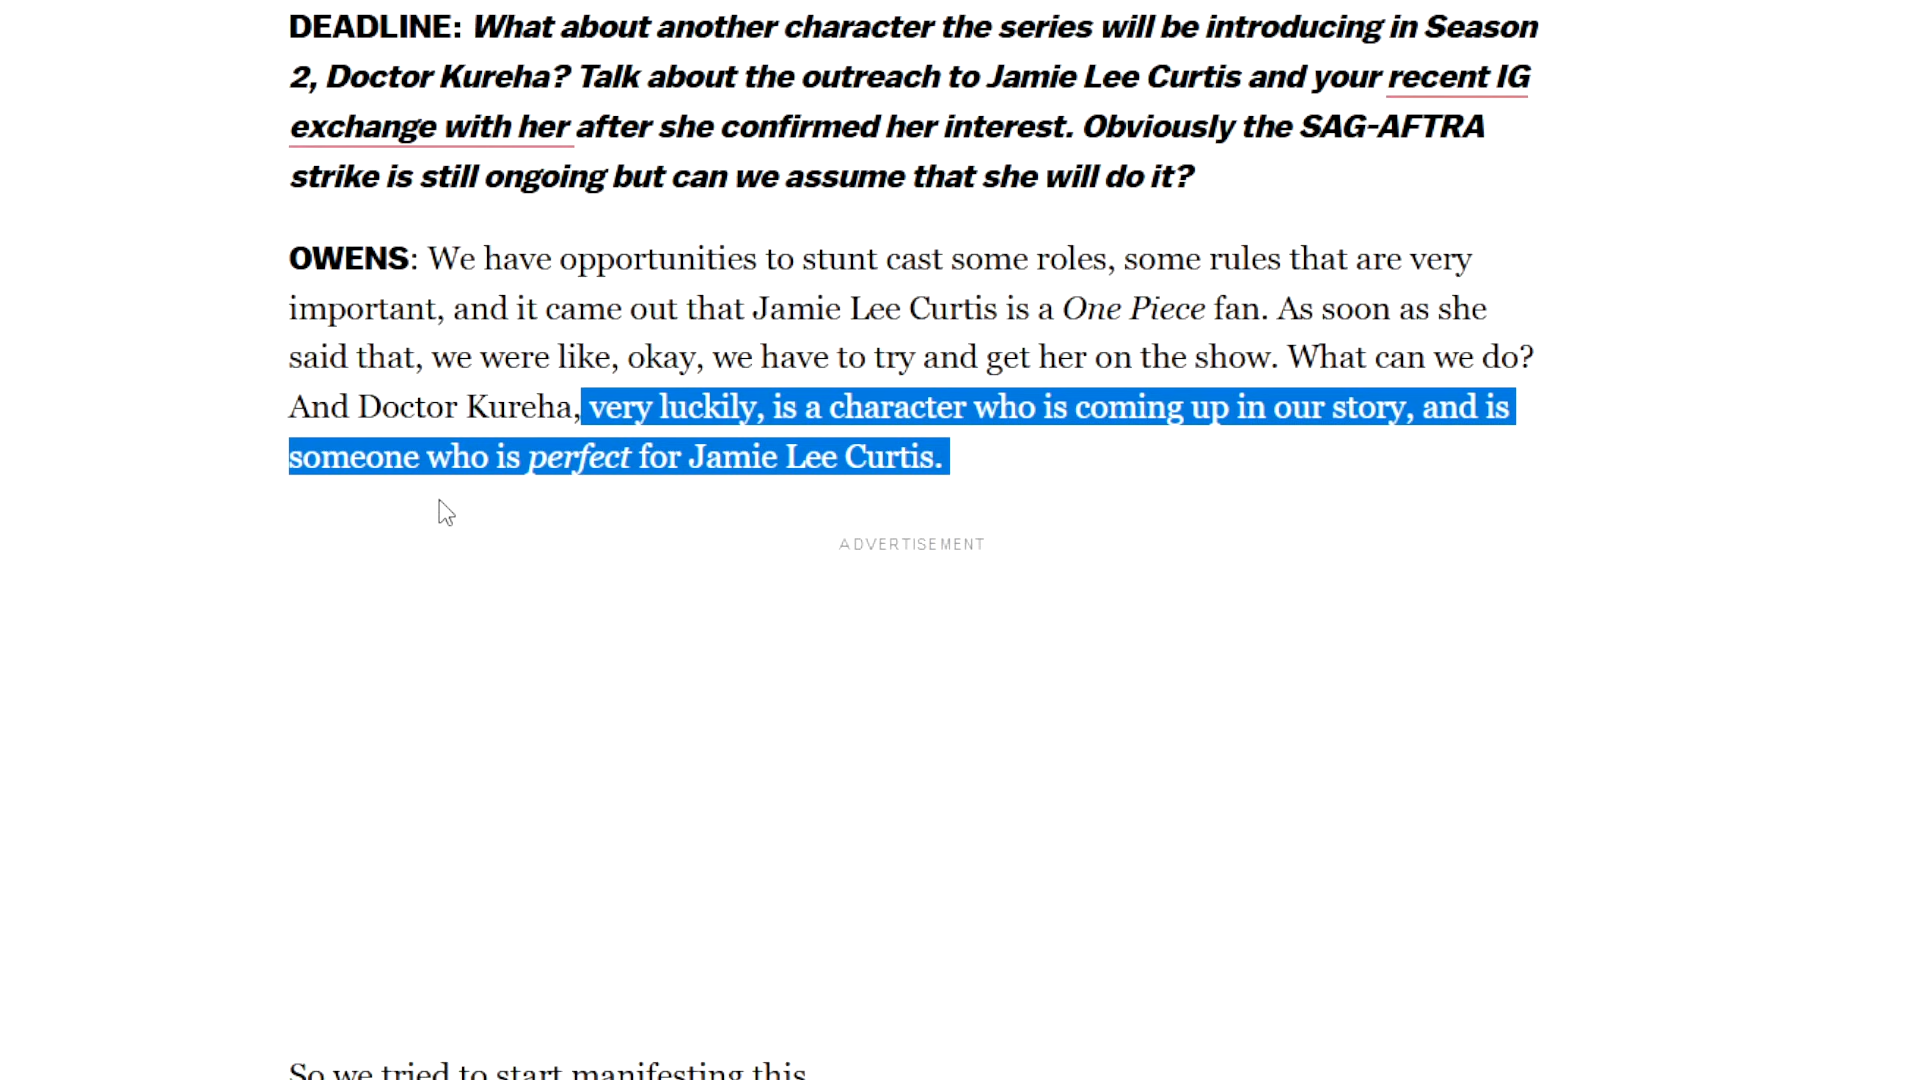 DEADLINE: What about another character the series will be introducing in Season
2, Doctor Kureha? Talk about the outreach to Jamie Lee Curtis and your recent IG
exchange with her after she confirmed her interest. Obviously the SAG-AFTRA
strike is still ongoing but can we assume that she will do it?
OWENS: We have opportunities to stunt cast some roles, some rules that are very
important, and it came out that Jamie Lee Curtis is a One Piece fan. As soon as she
said that, we were like, okay, we have to try and get her on the show. What can we do?
And Doctor Kureha, very luckily, is a character who is coming up in our story, and is
someone who is perfect for Jamie Lee Curtis.
ADVERTISEMENT
So we tried to start manifesting this